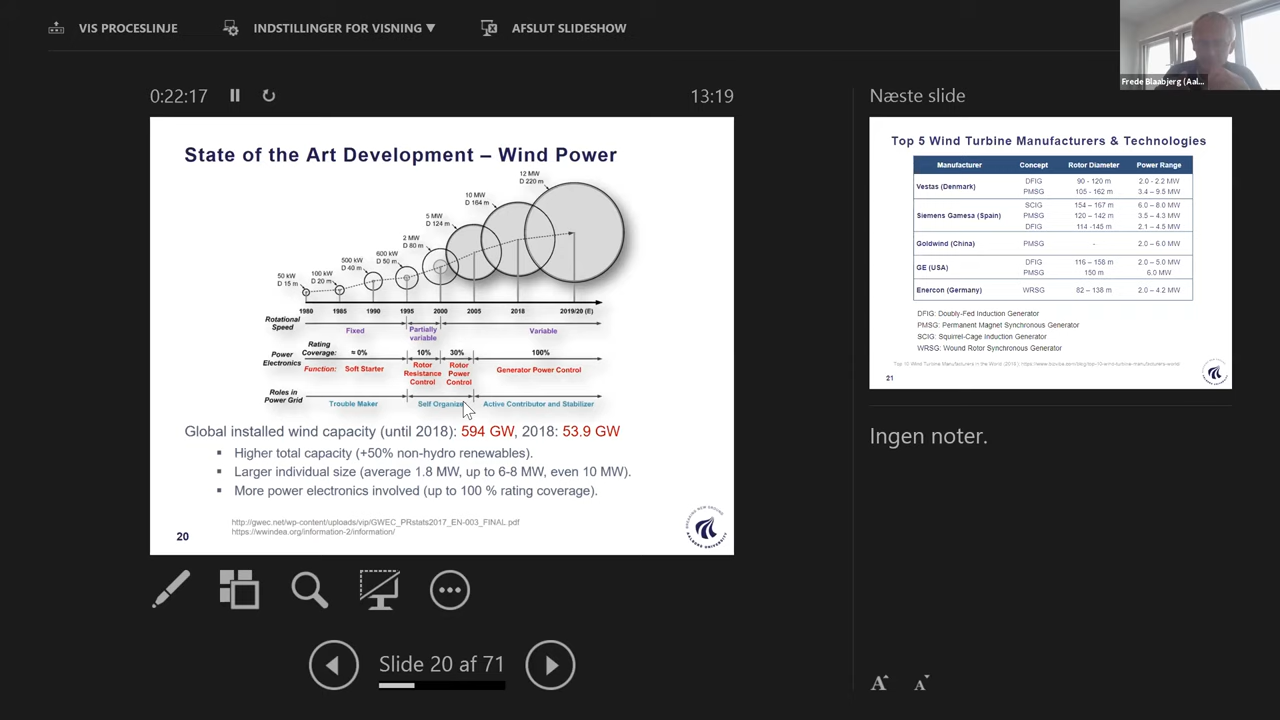 VIS PROCESLINJE
INDSTILLINGER FOR VISNING ▼
AFSLUT SLIDESHOW
Frede Blaabjerg (Aal...
0:22:17
13:19
State of the Art Development – Wind Power
12 MW
D 220 m
10 MW
D 164 m
5 MW
D 124 m
2 MW
D 80 m
600 kW
D 50 m
500 kW
D 40 m
100 kW
D 20 m
50 kW
D 15 m
1980 1985 1990 1995 2000 2005 2018 2019/20 (E)
Rotational
Speed
Fixed
Partially
variable
Variable
Power
Electronics
Rating
Coverage: ≈ 0% 10% 30% 100%
Function: Soft Starter
Rotor
Resistance
Control
Rotor
Power
Control
Generator Power Control
Roles in
Power Grid
Trouble Maker
Self Organize
Active Contributor and Stabilizer
Global installed wind capacity (until 2018): 594 GW, 2018: 53.9 GW
▪ Higher total capacity (+50% non-hydro renewables).
▪ Larger individual size (average 1.8 MW, up to 6-8 MW, even 10 MW).
▪ More power electronics involved (up to 100 % rating coverage).
http://gwec.net/wp-content/uploads/vip/GWEC_PRstats2017_EN-003_FINAL.pdf
https://wwindea.org/information-2/information/
20
AALBORG UNIVERSITY
Slide 20 af 71
Næste slide
Top 5 Wind Turbine Manufacturers & Technologies
Manufacturer Concept Rotor Diameter Power Range
Vestas (Denmark)
DFIG 90 - 120 m 2.0 - 2.2 MW
PMSG 105 - 162 m 3.4 – 9.5 MW
Siemens Gamesa (Spain)
SCIG 154 – 167 m 6.0 – 8.0 MW
PMSG 120 – 142 m 3.5 – 4.3 MW
DFIG 114 -145 m 2.1 – 4.5 MW
Goldwind (China) PMSG - 2.0 – 6.0 MW
GE (USA)
DFIG 116 – 158 m 2.0 – 5.0 MW
PMSG 150 m 6.0 MW
Enercon (Germany) WRSG 82 – 138 m 2.0 – 4.2 MW
DFIG: Doubly-Fed Induction Generator
PMSG: Permanent Magnet Synchronous Generator
SCIG: Squirrel-Cage Induction Generator
WRSG: Wound Rotor Synchronous Generator
21
Ingen noter.
A A